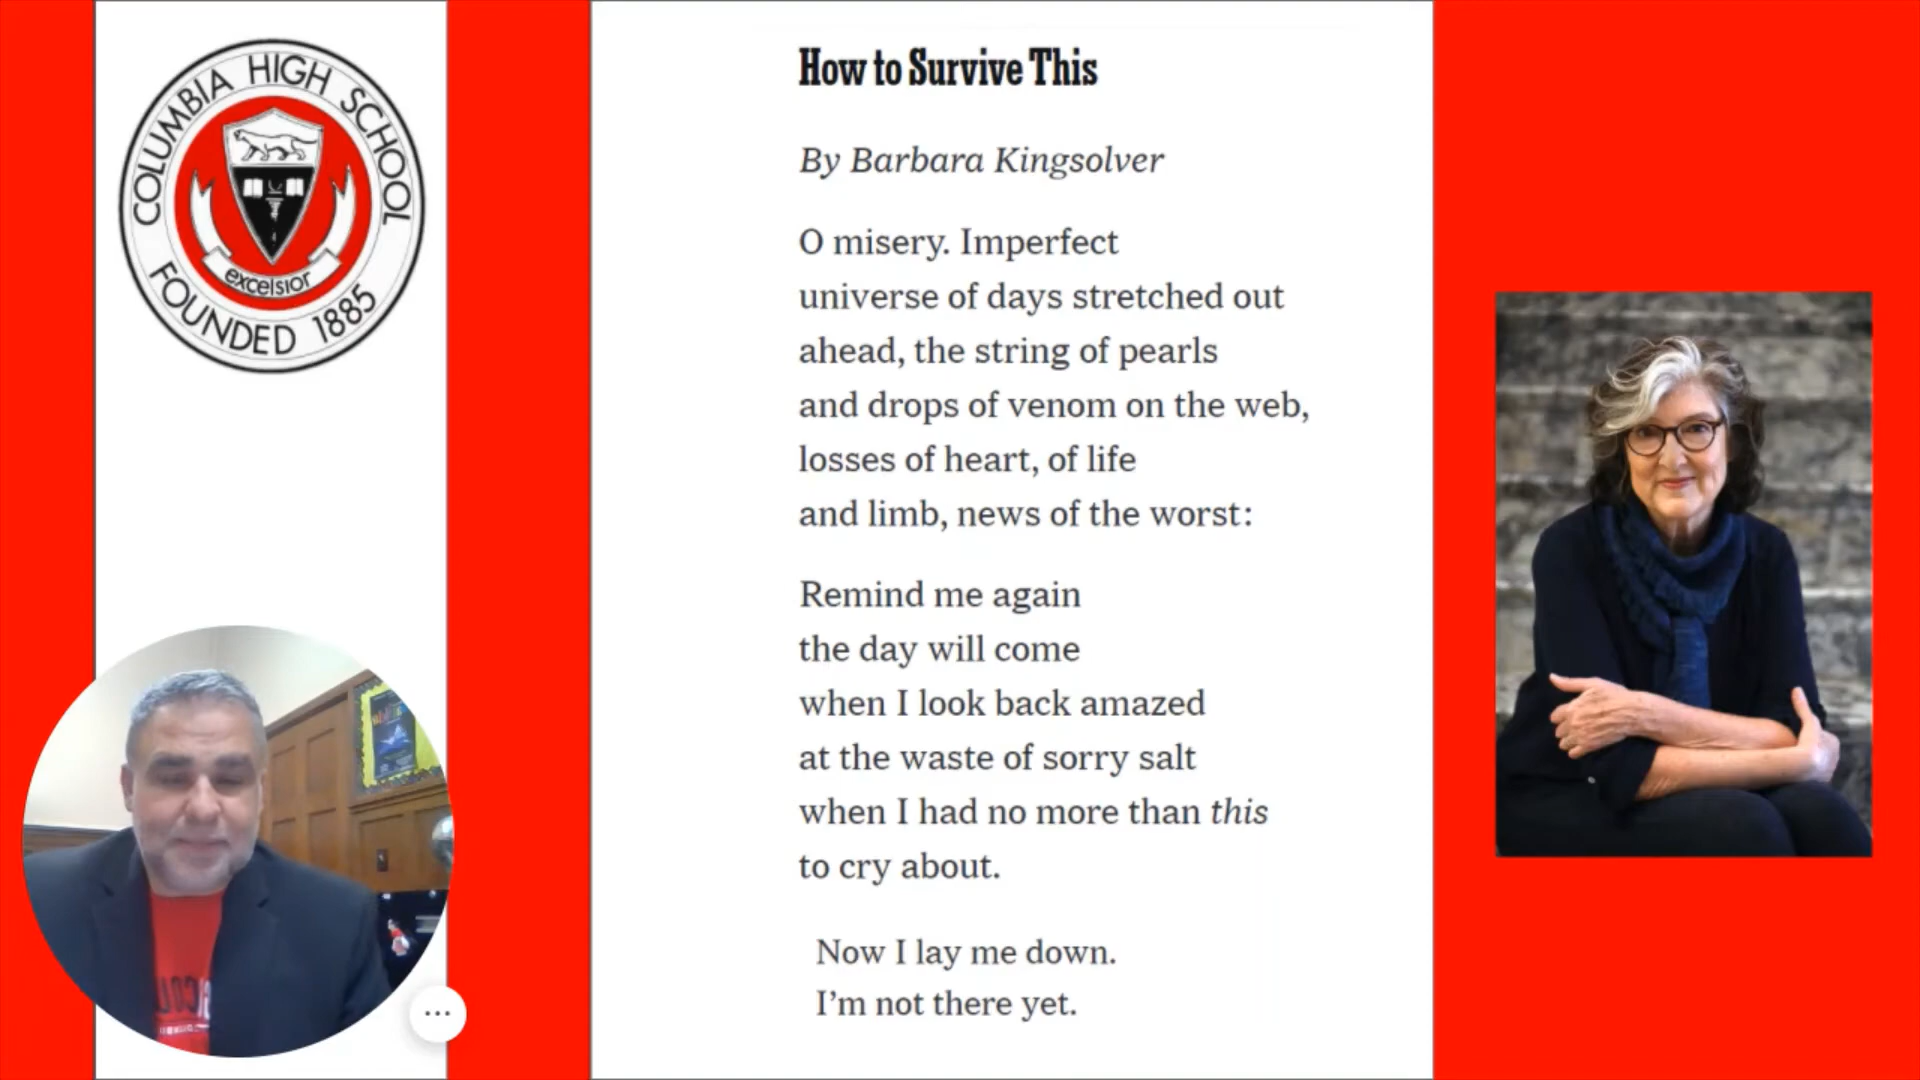 COLUMBIA HIGH SCHOOL
excelsior
FOUNDED 1885
How to Survive This
By Barbara Kingsolver
O misery. Imperfect
universe of days stretched out
ahead, the string of pearls
and drops of venom on the web,
losses of heart, of life
and limb, news of the worst:
Remind me again
the day will come
when I look back amazed
at the waste of sorry salt
when I had no more than this
to cry about.
Now I lay me down.
I’m not there yet.